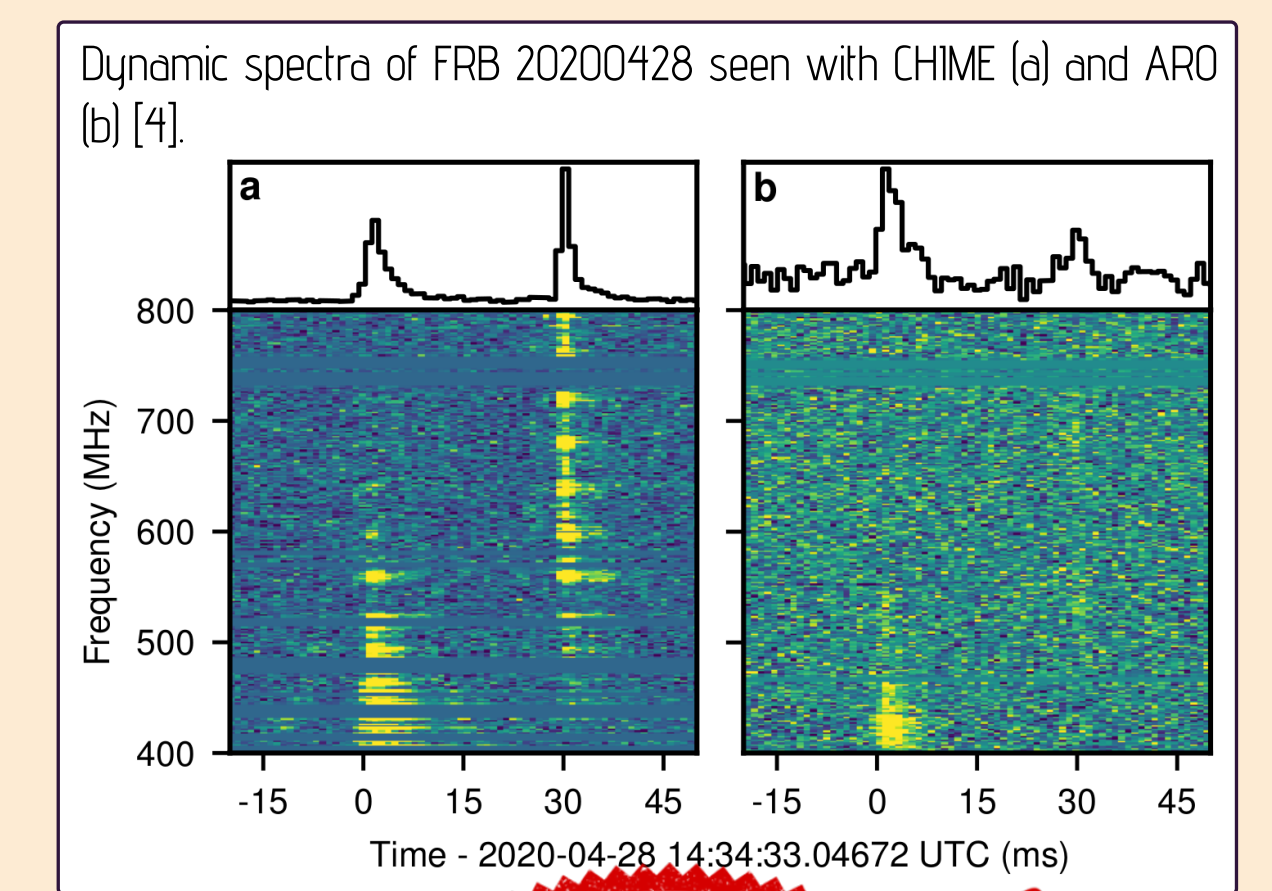 Dynamic spectra of FRB 20200428 seen with CHIME (a) and ARO
(b) [4].
a
b
800
700
600
500
400
Frequency (MHz)
-15 0 15 30 45
-15 0 15 30 45
Time - 2020-04-28 14:34:33.04672 UTC (ms)